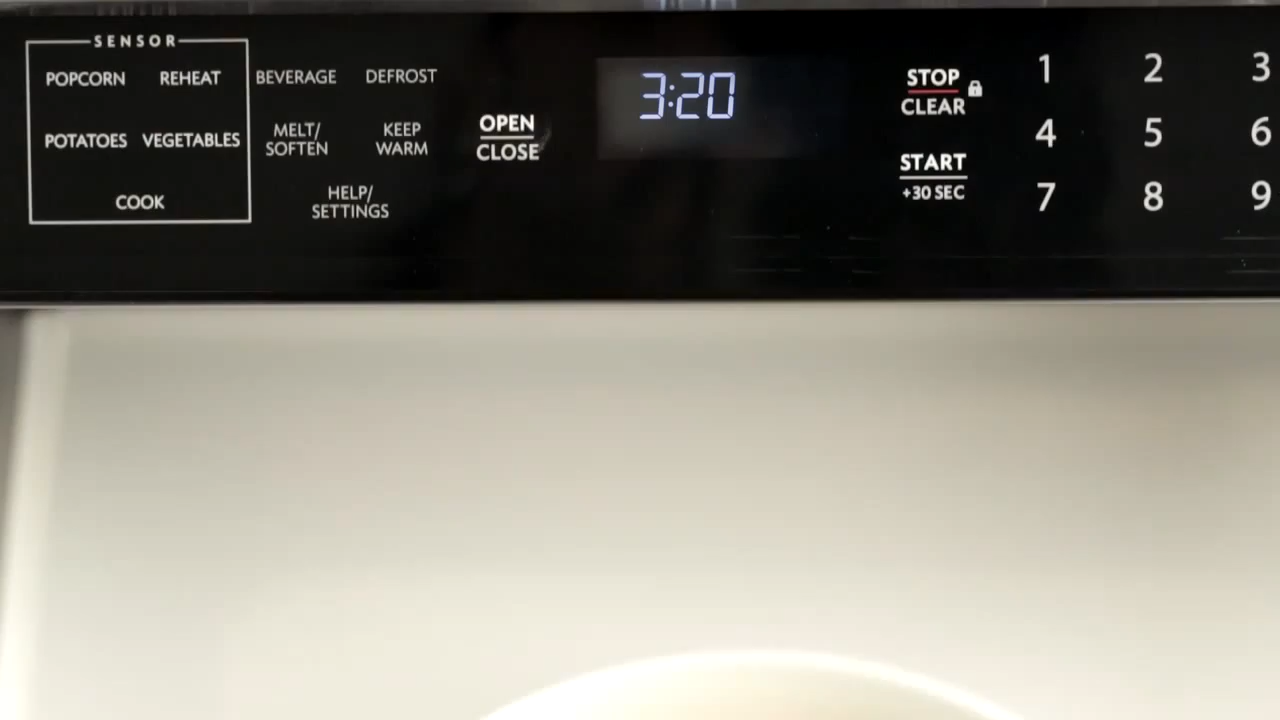 SENSOR
POPCORN REHEAT
POTATOES VEGETABLES
COOK
BEVERAGE DEFROST
MELT/
SOFTEN
KEEP
WARM
HELP/
SETTINGS
OPEN
CLOSE
3:20
STOP
CLEAR
START
+30 SEC
1 2 3
4 5 6
7 8 9